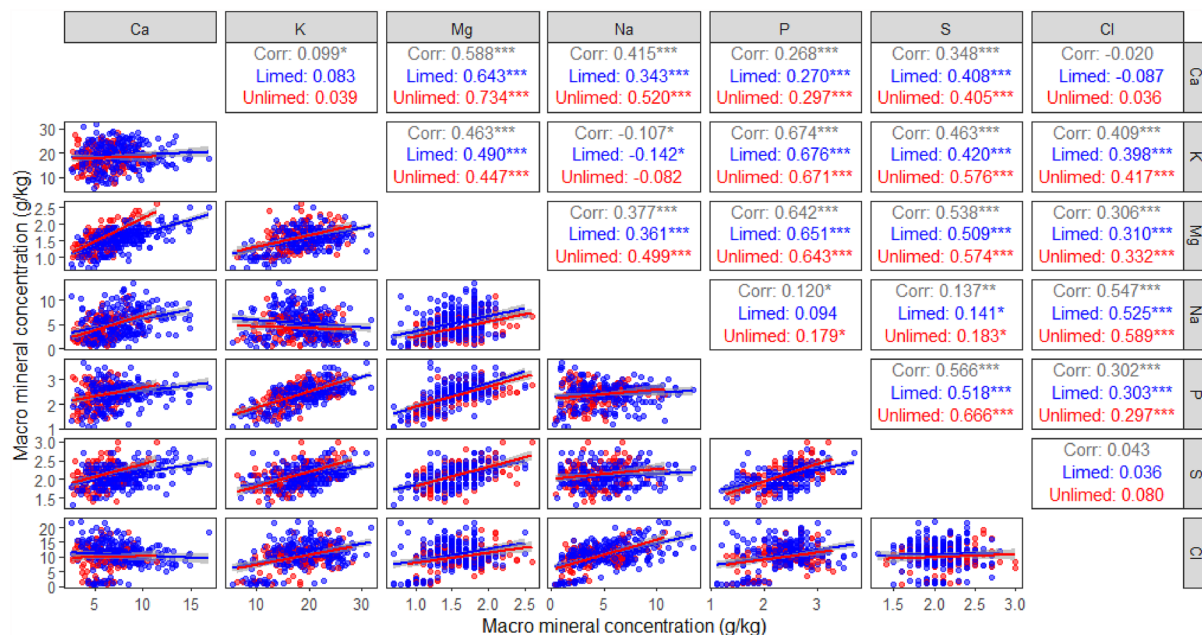 Ca K Mg Na P S Cl
Corr: 0.099* Corr: 0.588*** Corr: 0.415*** Corr: 0.268*** Corr: 0.348*** Corr: -0.020
Limed: 0.083 Limed: 0.643*** Limed: 0.343*** Limed: 0.270*** Limed: 0.408*** Limed: -0.087
Unlimed: 0.039 Unlimed: 0.734*** Unlimed: 0.520*** Unlimed: 0.297*** Unlimed: 0.405*** Unlimed: 0.036
Ca
30
20
10
Corr: 0.463*** Corr: -0.107* Corr: 0.674*** Corr: 0.463*** Corr: 0.409***
Limed: 0.490*** Limed: -0.142* Limed: 0.676*** Limed: 0.420*** Limed: 0.398***
Unlimed: 0.447*** Unlimed: -0.082 Unlimed: 0.671*** Unlimed: 0.576*** Unlimed: 0.417***
K
2.5
2.0
1.5
1.0
Corr: 0.377*** Corr: 0.642*** Corr: 0.538*** Corr: 0.306***
Limed: 0.361*** Limed: 0.651*** Limed: 0.509*** Limed: 0.310***
Unlimed: 0.499*** Unlimed: 0.643*** Unlimed: 0.574*** Unlimed: 0.332***
Mg
10
5
0
Corr: 0.120* Corr: 0.137** Corr: 0.547***
Limed: 0.094 Limed: 0.141* Limed: 0.525***
Unlimed: 0.179* Unlimed: 0.183* Unlimed: 0.589***
Na
3
2
1
Corr: 0.566*** Corr: 0.302***
Limed: 0.518*** Limed: 0.303***
Unlimed: 0.666*** Unlimed: 0.297***
P
3.0
2.5
2.0
1.5
Corr: 0.043
Limed: 0.036
Unlimed: 0.080
S
20
15
10
5
0
Cl
5 10 15 10 20 30 1.0 1.5 2.0 2.5 0 5 10 1 2 3 1.5 2.0 2.5 3.0
Macro mineral concentration (g/kg)
Macro mineral concentration (g/kg)